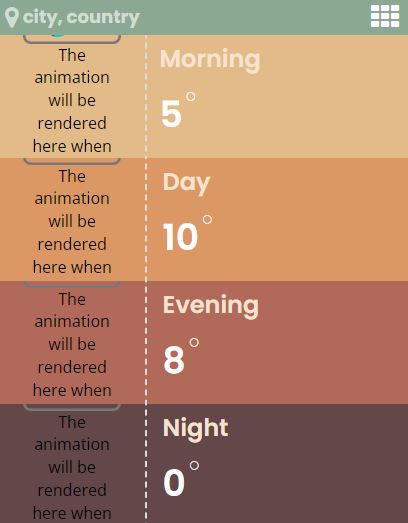 city, country
The
animation
will be
rendered
here when
Morning
5°
The
animation
will be
rendered
here when
Day
10°
The
animation
will be
rendered
here when
Evening
8°
The
animation
will be
rendered
here when
Night
0°